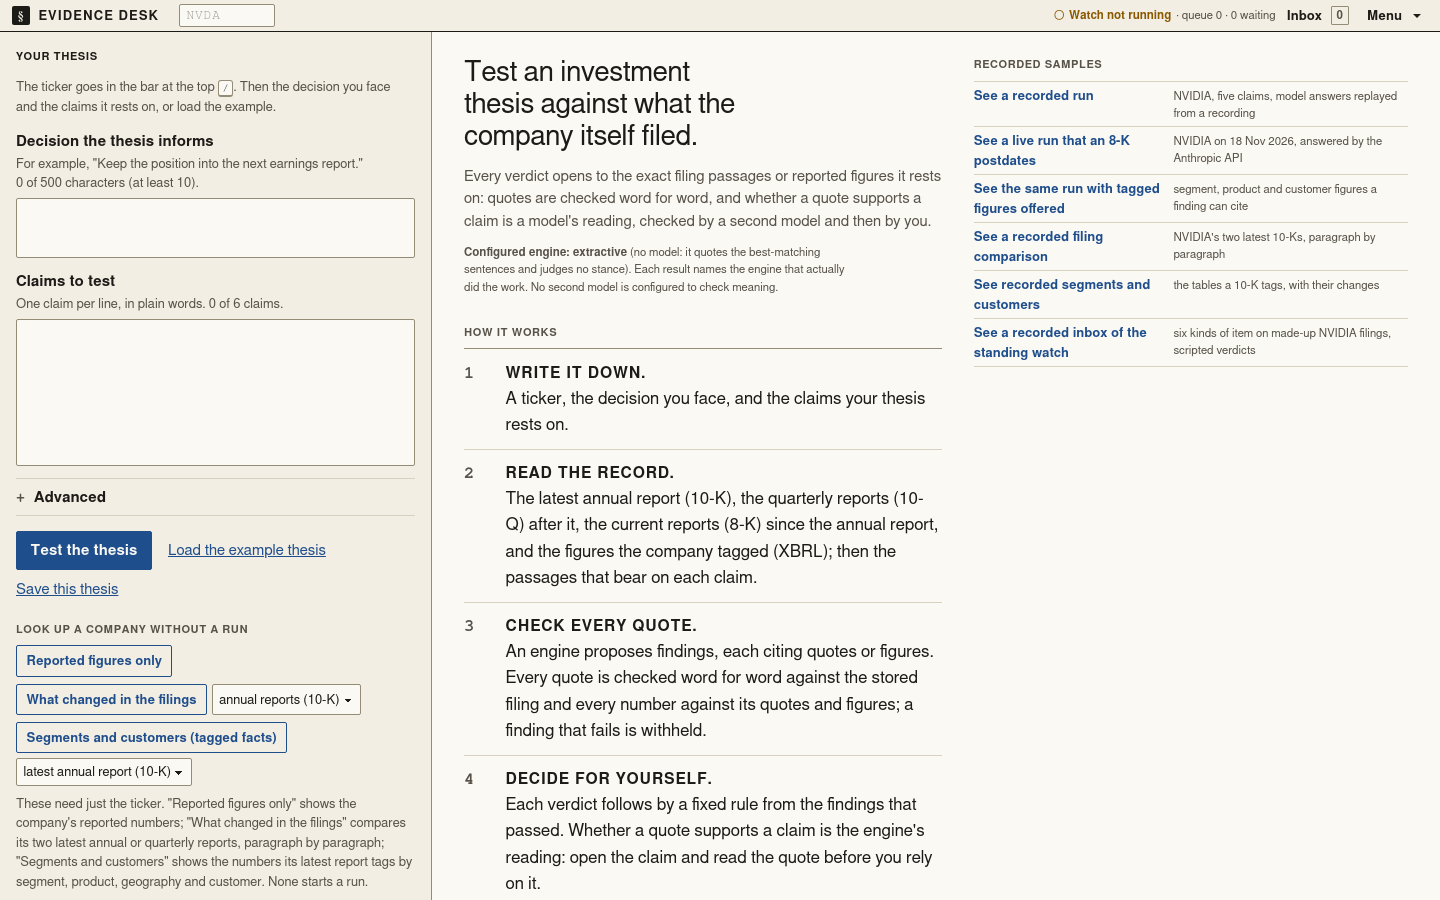 § EVIDENCE DESK NVDA Watch not running · queue 0 · 0 waiting Inbox 0 Menu
YOUR THESIS
The ticker goes in the bar at the top /. Then the decision you face
and the claims it rests on, or load the example.
Decision the thesis informs
For example, "Keep the position into the next earnings report."
0 of 500 characters (at least 10).
Claims to test
One claim per line, in plain words. 0 of 6 claims.
+ Advanced
Test the thesis Load the example thesis
Save this thesis
LOOK UP A COMPANY WITHOUT A RUN
Reported figures only
What changed in the filings annual reports (10-K)
Segments and customers (tagged facts)
latest annual report (10-K)
These need just the ticker. "Reported figures only" shows the
company's reported numbers; "What changed in the filings" compares
its two latest annual or quarterly reports, paragraph by paragraph;
"Segments and customers" shows the numbers its latest report tags by
segment, product, geography and customer. None starts a run.
Test an investment
thesis against what the
company itself filed.
Every verdict opens to the exact filing passages or reported figures it rests
on: quotes are checked word for word, and whether a quote supports a
claim is a model's reading, checked by a second model and then by you.
Configured engine: extractive (no model: it quotes the best-matching
sentences and judges no stance). Each result names the engine that actually
did the work. No second model is configured to check meaning.
HOW IT WORKS
1 WRITE IT DOWN.
A ticker, the decision you face, and the claims your thesis
rests on.
2 READ THE RECORD.
The latest annual report (10-K), the quarterly reports (10-
Q) after it, the current reports (8-K) since the annual report,
and the figures the company tagged (XBRL); then the
passages that bear on each claim.
3 CHECK EVERY QUOTE.
An engine proposes findings, each citing quotes or figures.
Every quote is checked word for word against the stored
filing and every number against its quotes and figures; a
finding that fails is withheld.
4 DECIDE FOR YOURSELF.
Each verdict follows by a fixed rule from the findings that
passed. Whether a quote supports a claim is the engine's
reading: open the claim and read the quote before you rely
on it.
RECORDED SAMPLES
See a recorded run NVIDIA, five claims, model answers replayed
from a recording
See a live run that an 8-K NVIDIA on 18 Nov 2026, answered by the
postdates Anthropic API
See the same run with tagged segment, product and customer figures a
figures offered finding can cite
See a recorded filing NVIDIA's two latest 10-Ks, paragraph by
comparison paragraph
See recorded segments and the tables a 10-K tags, with their changes
customers
See a recorded inbox of the six kinds of item on made-up NVIDIA filings,
standing watch scripted verdicts